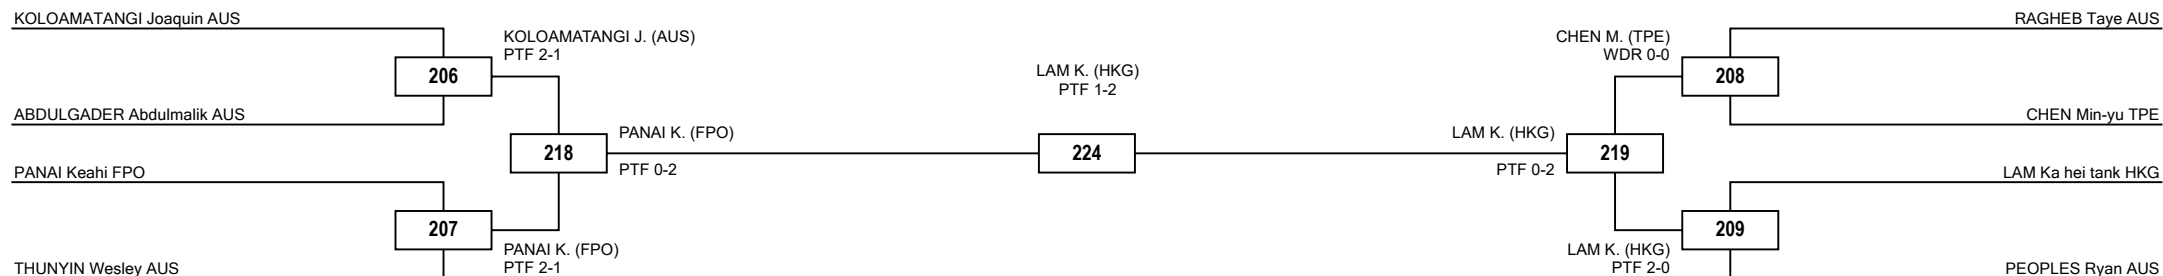 KOLOAMATANGI Joaquin AUS
RAGHEB Taye AUS
KOLOAMATANGI J. (AUS)
PTF 2-1
CHEN M. (TPE)
WDR 0-0
206
LAM K. (HKG)
PTF 1-2
208
ABDULGADER Abdulmalik AUS
CHEN Min-yu TPE
218
PANAI K. (FPO)
PTF 0-2
224
LAM K. (HKG)
PTF 0-2
219
PANAI Keahi FPO
LAM Ka hei tank HKG
207
209
PANAI K. (FPO)
PTF 2-1
LAM K. (HKG)
PTF 2-0
THUNYIN Wesley AUS
PEOPLES Ryan AUS